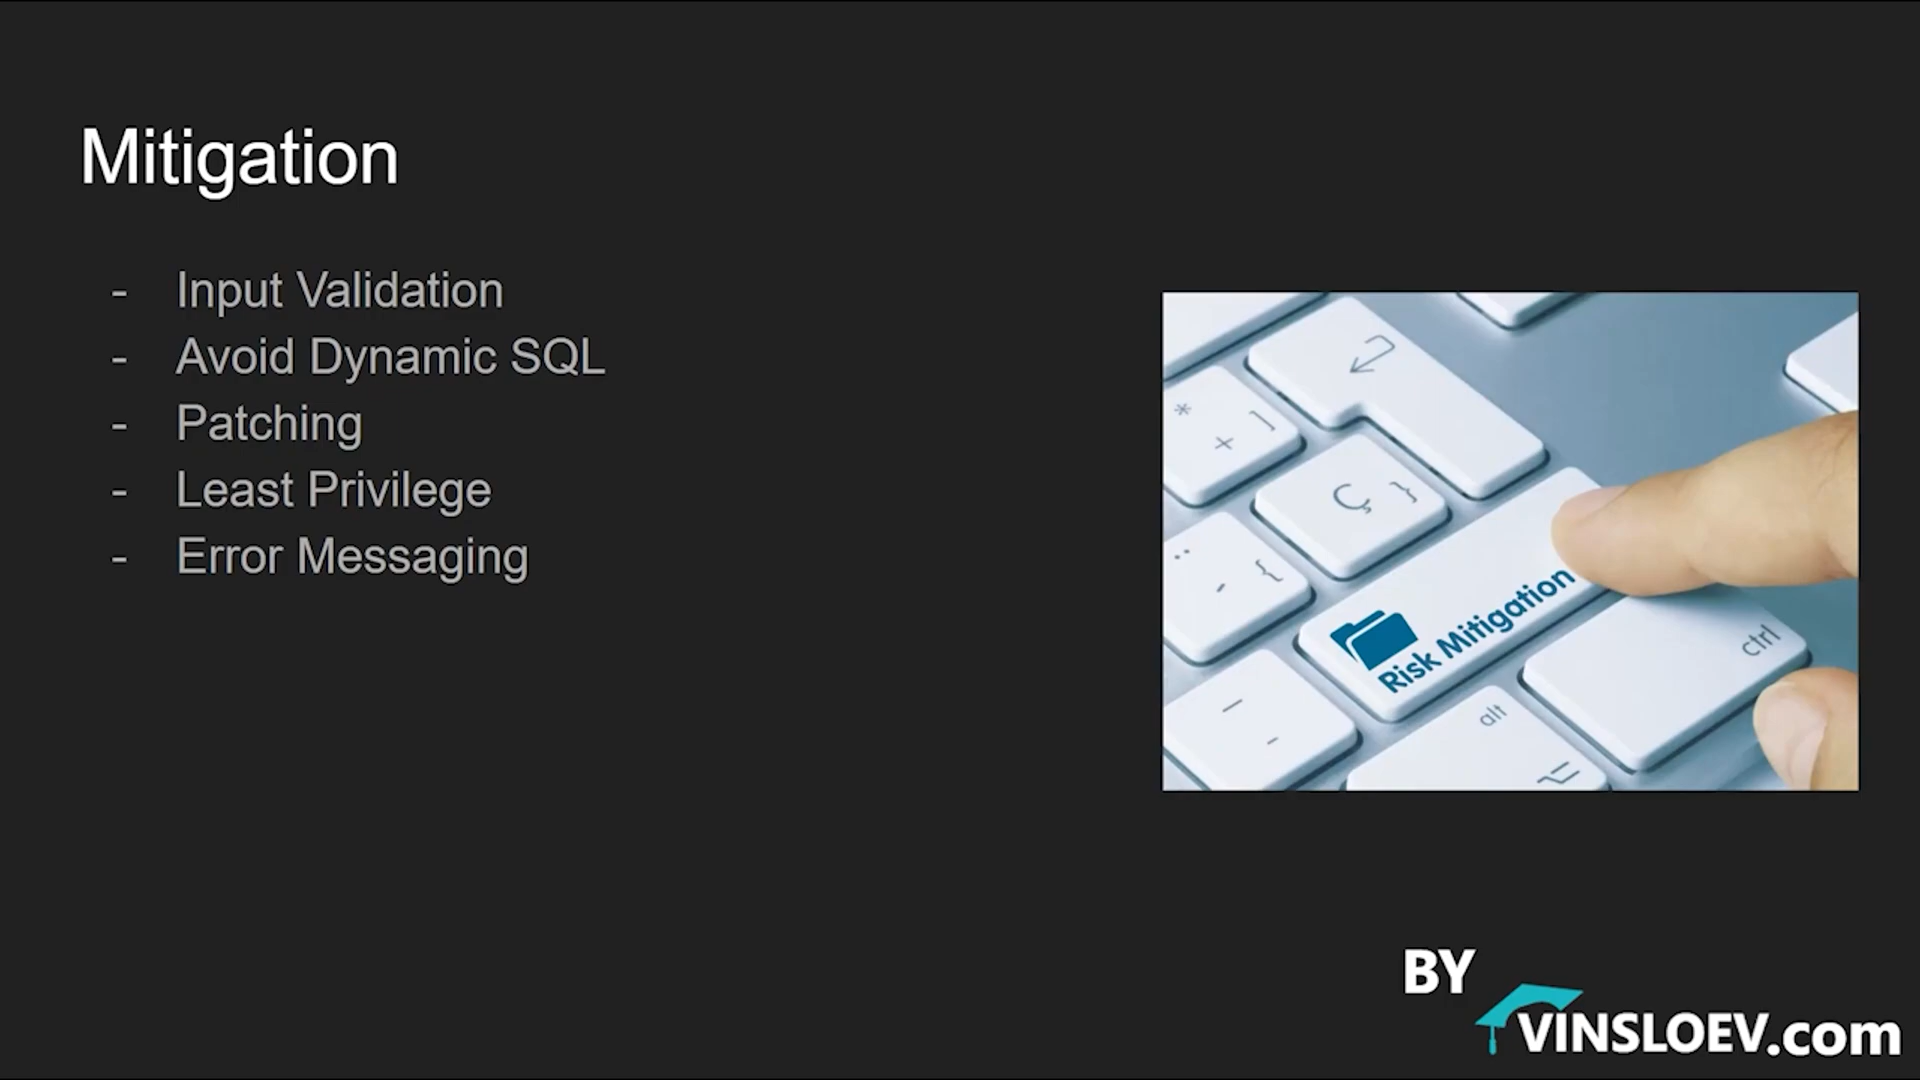 Mitigation
- Input Validation
- Avoid Dynamic SQL
- Patching
- Least Privilege
- Error Messaging
* ]
+
Ç }
¨ {
-
Risk Mitigation
ctrl
alt
BY
VINSLOEV.com